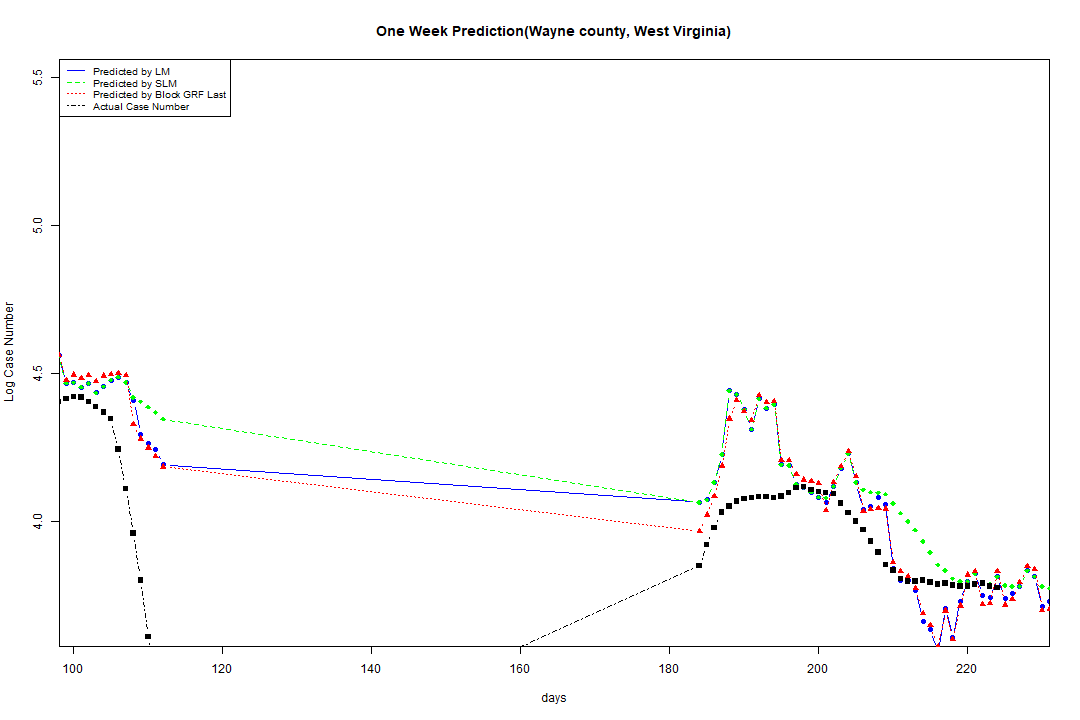 One Week Prediction(Wayne county, West Virginia)
Predicted by LM
Predicted by SLM
Predicted by Block GRF Last
Actual Case Number
5.5
5.0
4.5
4.0
Log Case Number
100 120 140 160 180 200 220
days